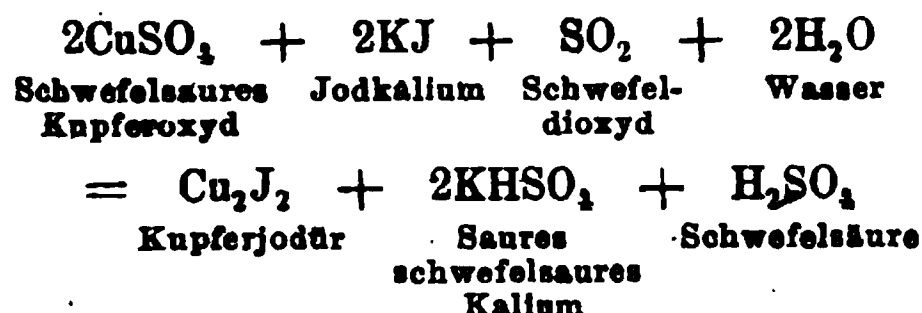 2CuSO₄ + 2KJ + SO₂ + 2H₂O
Schwefelsaures Jodkalium Schwefel- Wasser
Kupferoxyd dioxyd
= Cu₂J₂ + 2KHSO₄ + H₂SO₄
Kupferjodür Saures Schwefelsäure
schwefelsaures
Kalium